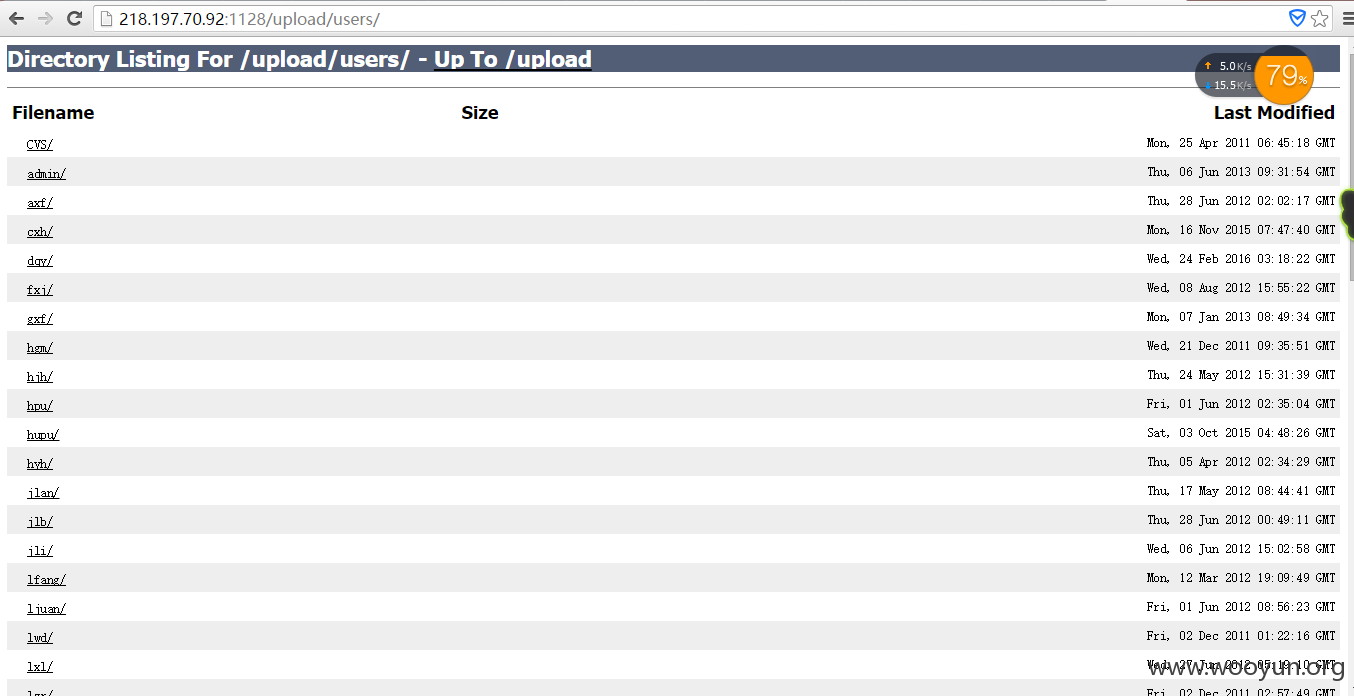 218.197.70.92:1128/upload/users/
Directory Listing For /upload/users/ - Up To /upload
5.0K/s
15.5K/s
79%
Filename Size Last Modified
CVS/ Mon, 25 Apr 2011 06:45:18 GMT
admin/ Thu, 06 Jun 2013 09:31:54 GMT
axf/ Thu, 28 Jun 2012 02:02:17 GMT
cxh/ Mon, 16 Nov 2015 07:47:40 GMT
dqy/ Wed, 24 Feb 2016 03:18:22 GMT
fxj/ Wed, 08 Aug 2012 15:55:22 GMT
gxf/ Mon, 07 Jan 2013 08:49:34 GMT
hgm/ Wed, 21 Dec 2011 09:35:51 GMT
hjh/ Thu, 24 May 2012 15:31:39 GMT
hpu/ Fri, 01 Jun 2012 02:35:04 GMT
hupu/ Sat, 03 Oct 2015 04:48:26 GMT
hyh/ Thu, 05 Apr 2012 02:34:29 GMT
jlan/ Thu, 17 May 2012 08:44:41 GMT
jlb/ Thu, 28 Jun 2012 00:49:11 GMT
jli/ Wed, 06 Jun 2012 15:02:58 GMT
lfang/ Mon, 12 Mar 2012 19:09:49 GMT
ljuan/ Fri, 01 Jun 2012 08:56:23 GMT
lwd/ Fri, 02 Dec 2011 01:22:16 GMT
lxl/ Wed, 27 Jun 2012 05:19:10 GMT
www.wooyun.org
Fri, 02 Dec 2011 02:57:49 GMT